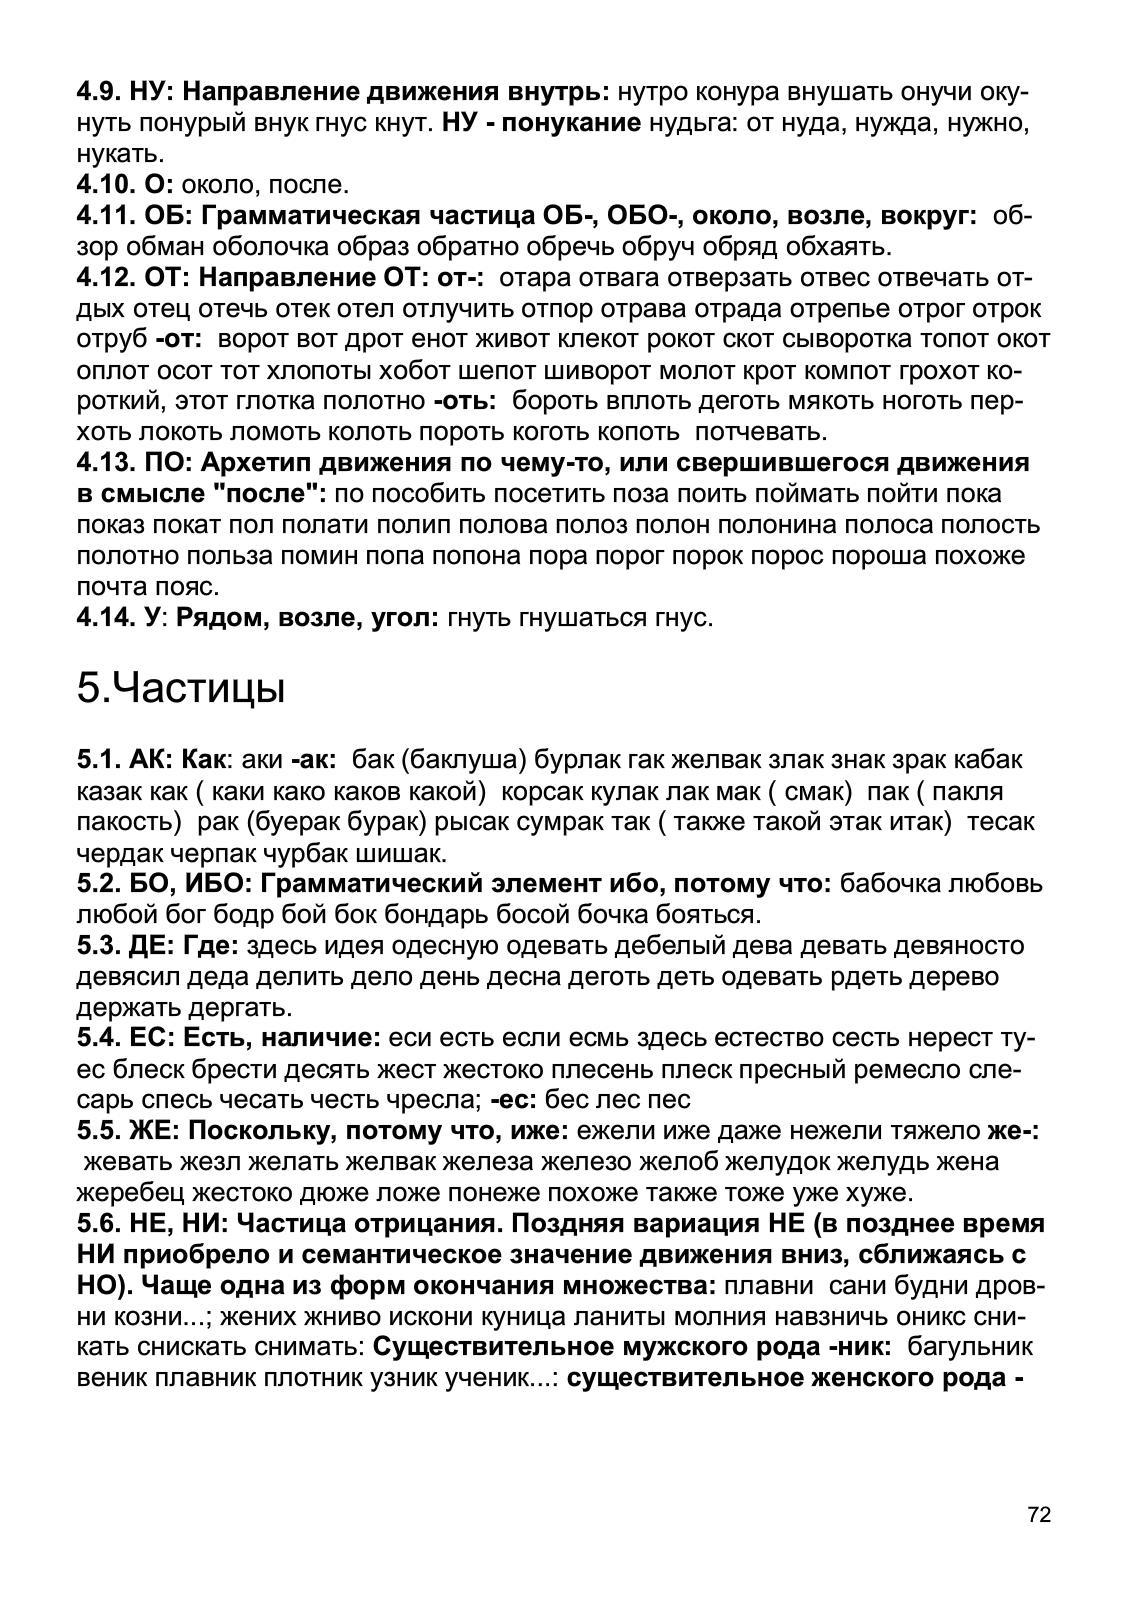 4.9. НУ: Направление движения внутрь: нутро конура внушать онучи оку-
нуть понурый внук гнус кнут. НУ - понукание нудьга: от нуда, нужда, нужно,
нукать.
4.10. О: около, после.
4.11. ОБ: Грамматическая частица ОБ-, ОБО-, около, возле, вокруг: об-
зор обман оболочка образ обратно обречь обруч обряд обхаять.
4.12. ОТ: Направление ОТ: от-: отара отвага отверзать отвес отвечать от-
дых отец отечь отек отел отлучить отпор отрава отрада отрепье отрог отрок
отруб -от: ворот вот дрот енот живот клекот рокот скот сыворотка топот окот
оплот осот тот хлопоты хобот шепот шиворот молот крот компот грохот ко-
роткий, этот глотка полотно -оть: бороть вплоть деготь мякоть ноготь пер-
хоть локоть ломоть колоть пороть коготь копоть потчевать.
4.13. ПО: Архетип движения по чему-то, или свершившегося движения
в смысле "после": по пособить посетить поза поить поймать пойти пока
показ покат пол полати полип полова полоз полон полонина полоса полость
полотно польза помин попа попона пора порог порок порос пороша похоже
почта пояс.
4.14. У: Рядом, возле, угол: гнуть гнушаться гнус.
5.Частицы
5.1. АК: Как: аки -ак: бак (баклуша) бурлак гак желвак злак знак зрак кабак
казак как ( каки како каков какой) корсак кулак лак мак ( смак) пак ( пакля
пакость) рак (буерак бурак) рысак сумрак так ( также такой этак итак) тесак
чердак черпак чурбак шишак.
5.2. БО, ИБО: Грамматический элемент ибо, потому что: бабочка любовь
любой бог бодр бой бок бондарь босой бочка бояться.
5.3. ДЕ: Где: здесь идея одесную одевать дебелый дева девать девяносто
девясил деда делить дело день десна деготь деть одевать рдеть дерево
держать дергать.
5.4. ЕС: Есть, наличие: еси есть если есмь здесь естество сесть нерест ту-
ес блеск брести десять жест жестоко плесень плеск пресный ремесло сле-
сарь спесь чесать честь чресла; -ес: бес лес пес
5.5. ЖЕ: Поскольку, потому что, иже: ежели иже даже нежели тяжело же-:
жевать жезл желать желвак железа железо желоб желудок желудь жена
жеребец жестоко дюже ложе понеже похоже также тоже уже хуже.
5.6. НЕ, НИ: Частица отрицания. Поздняя вариация НЕ (в позднее время
НИ приобрело и семантическое значение движения вниз, сближаясь с
НО). Чаще одна из форм окончания множества: плавни сани будни дров-
ни козни...; жених жниво искони куница ланиты молния навзничь оникс сни-
кать снискать снимать: Существительное мужского рода -ник: багульник
веник плавник плотник узник ученик...: существительное женского рода -
72